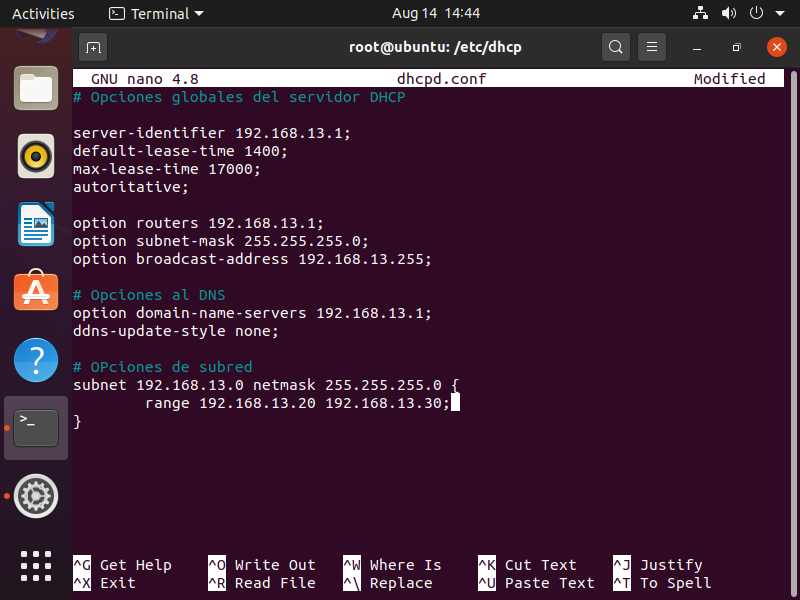 Activities Terminal Aug 14 14:44
root@ubuntu: /etc/dhcp
GNU nano 4.8 dhcpd.conf Modified
# Opciones globales del servidor DHCP
server-identifier 192.168.13.1;
default-lease-time 1400;
max-lease-time 17000;
autoritative;
option routers 192.168.13.1;
option subnet-mask 255.255.255.0;
option broadcast-address 192.168.13.255;
# Opciones al DNS
option domain-name-servers 192.168.13.1;
ddns-update-style none;
# OPciones de subred
subnet 192.168.13.0 netmask 255.255.255.0 {
range 192.168.13.20 192.168.13.30;
}
^G Get Help ^O Write Out ^W Where Is ^K Cut Text ^J Justify
^X Exit ^R Read File ^\ Replace ^U Paste Text ^T To Spell